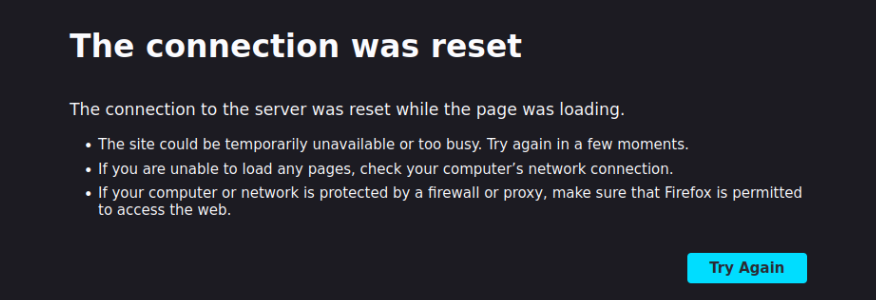 The connection was reset
The connection to the server was reset while the page was loading.
• The site could be temporarily unavailable or too busy. Try again in a few moments.
• If you are unable to load any pages, check your computer’s network connection.
• If your computer or network is protected by a firewall or proxy, make sure that Firefox is permitted
to access the web.
Try Again